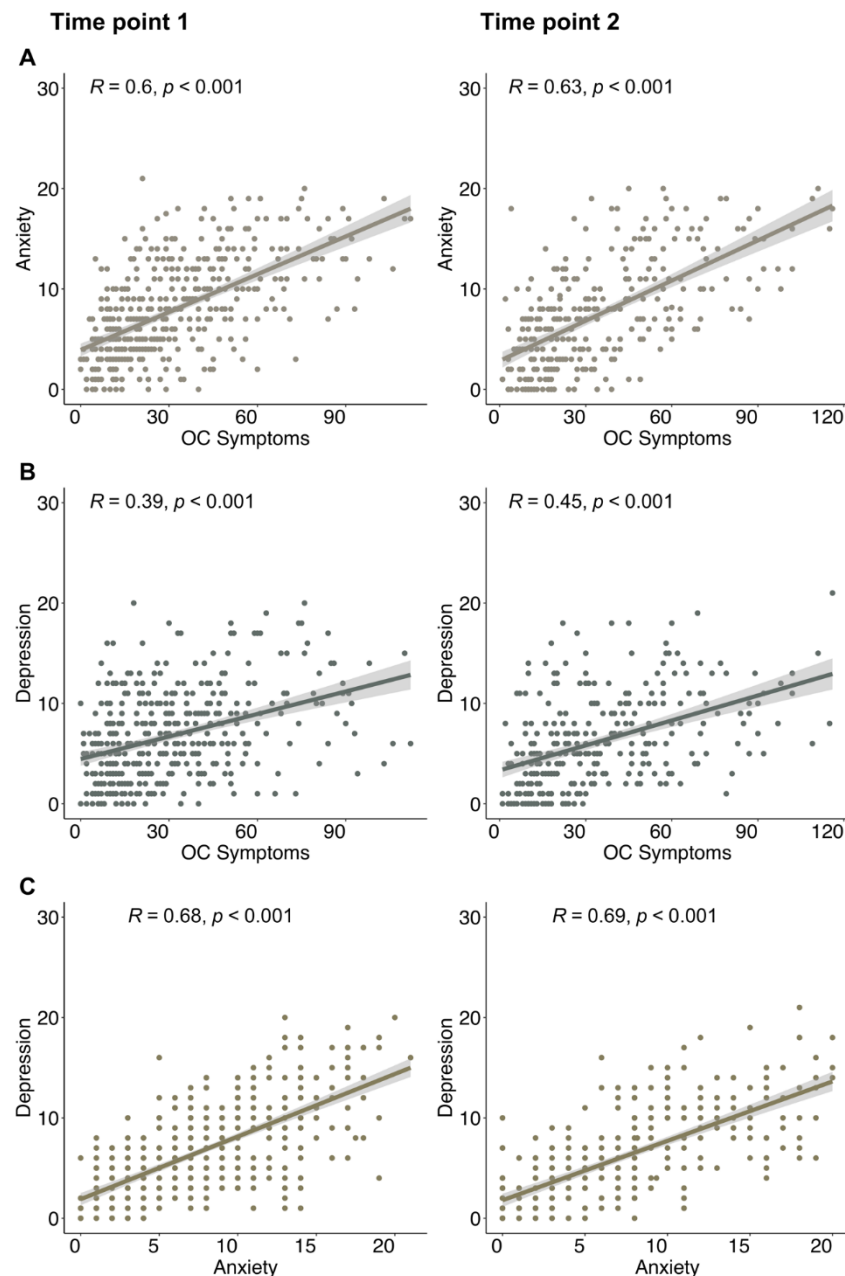 Time point 1
Time point 2
A
R = 0.6, p < 0.001
R = 0.63, p < 0.001
30
20
10
0
Anxiety
0 30 60 90
OC Symptoms
30
20
10
0
Anxiety
0 30 60 90 120
OC Symptoms
B
R = 0.39, p < 0.001
R = 0.45, p < 0.001
30
20
10
0
Depression
0 30 60 90
OC Symptoms
30
20
10
0
Depression
0 30 60 90 120
OC Symptoms
C
R = 0.68, p < 0.001
R = 0.69, p < 0.001
30
20
10
0
Depression
0 5 10 15 20
Anxiety
30
20
10
0
Depression
0 5 10 15 20
Anxiety